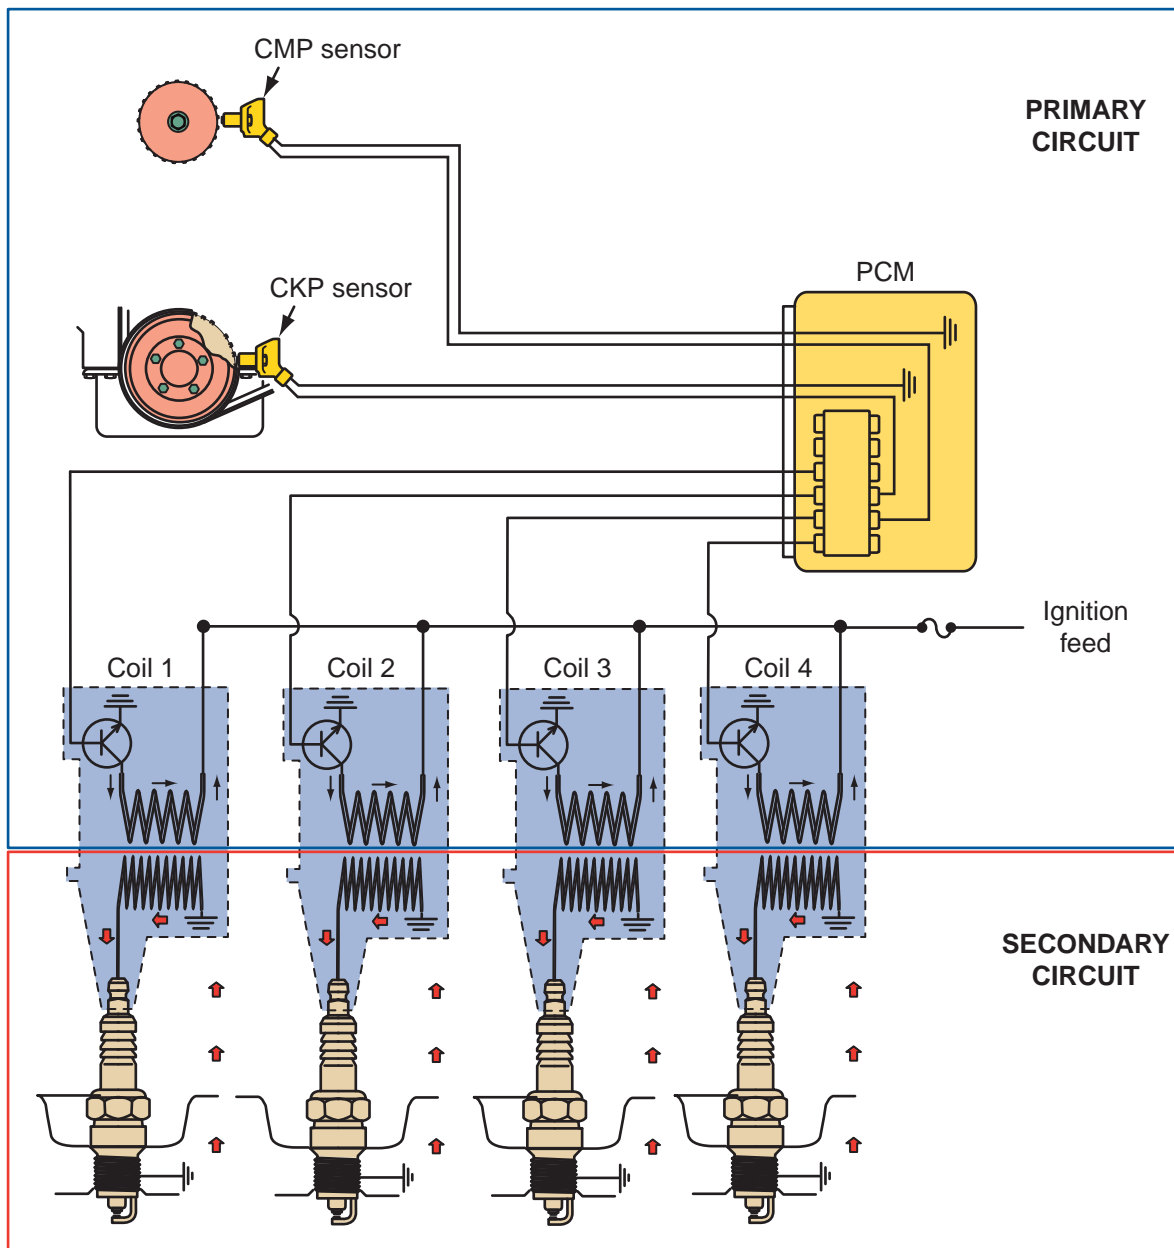 CMP sensor
PRIMARY
CIRCUIT
PCM
CKP sensor
Ignition
feed
Coil 1
Coil 2
Coil 3
Coil 4
SECONDARY
CIRCUIT